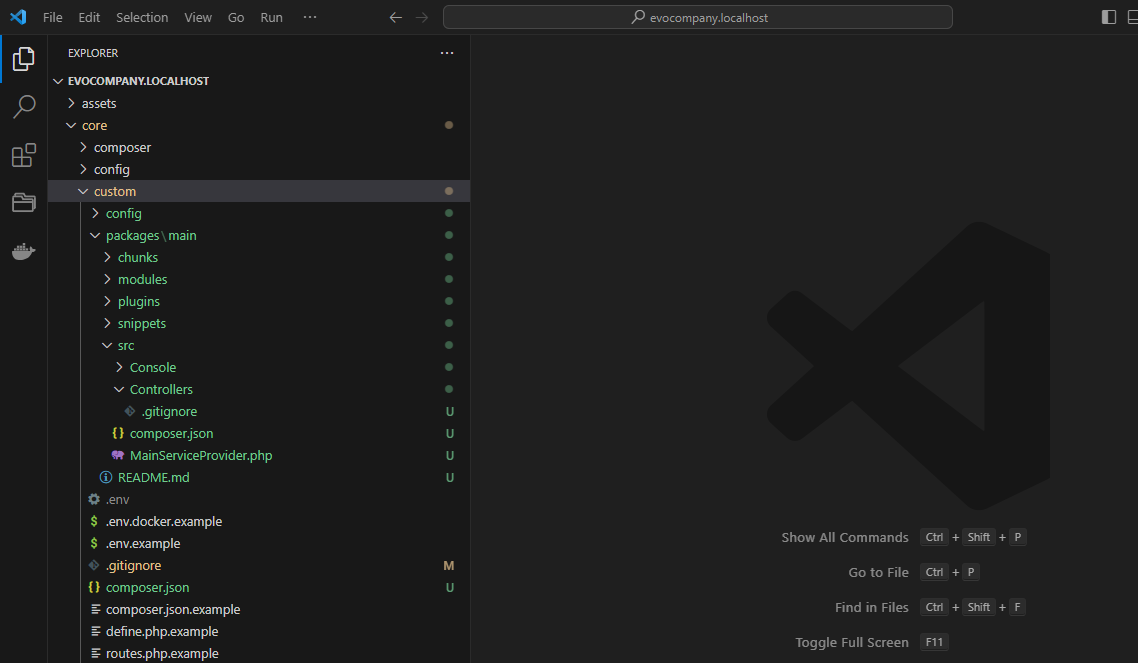 File Edit Selection View Go Run ··· evocompany.localhost
EXPLORER ···
EVOCOMPANY.LOCALHOST
assets
core
composer
config
custom
config
packages\main
chunks
modules
plugins
snippets
src
Console
Controllers
.gitignore U
{} composer.json U
MainServiceProvider.php U
README.md U
.env
$ .env.docker.example
$ .env.example
.gitignore M
{} composer.json U
composer.json.example
define.php.example
routes.php.example
Show All Commands Ctrl + Shift + P
Go to File Ctrl + P
Find in Files Ctrl + Shift + F
Toggle Full Screen F11